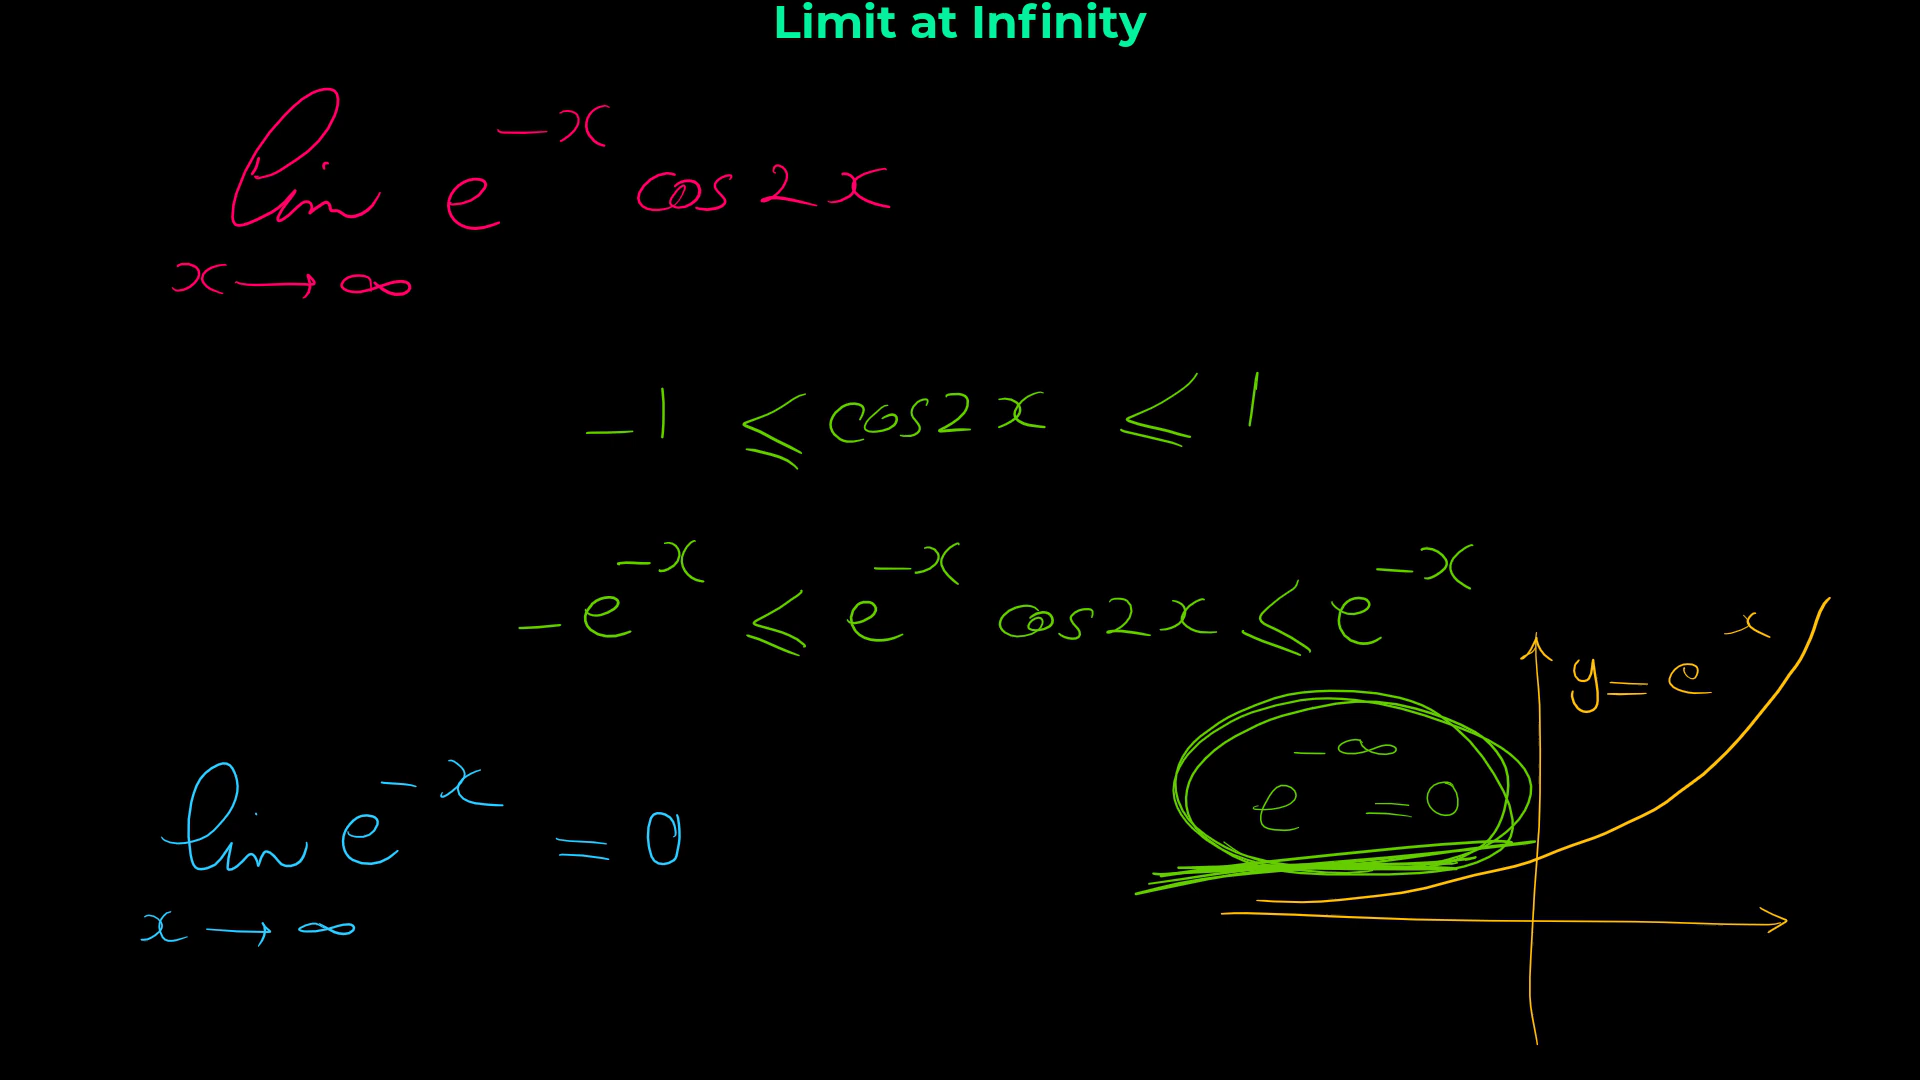 Limit at Infinity
lim e^{-x} cos 2x
x → ∞
-1 ≤ cos 2x ≤ 1
-e^{-x} ≤ e^{-x} cos 2x ≤ e^{-x}
y = e^x
e^{-∞} = 0
lim e^{-x} = 0
x → ∞